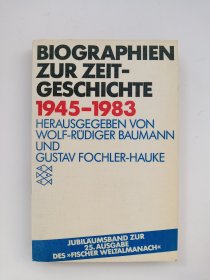 BIOGRAPHIEN
ZUR ZEIT-
GESCHICHTE
1945-1983
HERAUSGEGEBEN VON
WOLF-RÜDIGER BAUMANN
UND
GUSTAV FOCHLER-HAUKE
JUBILÄUMSBAND ZUR
25. AUSGABE
DES »FISCHER WELTALMANACH«